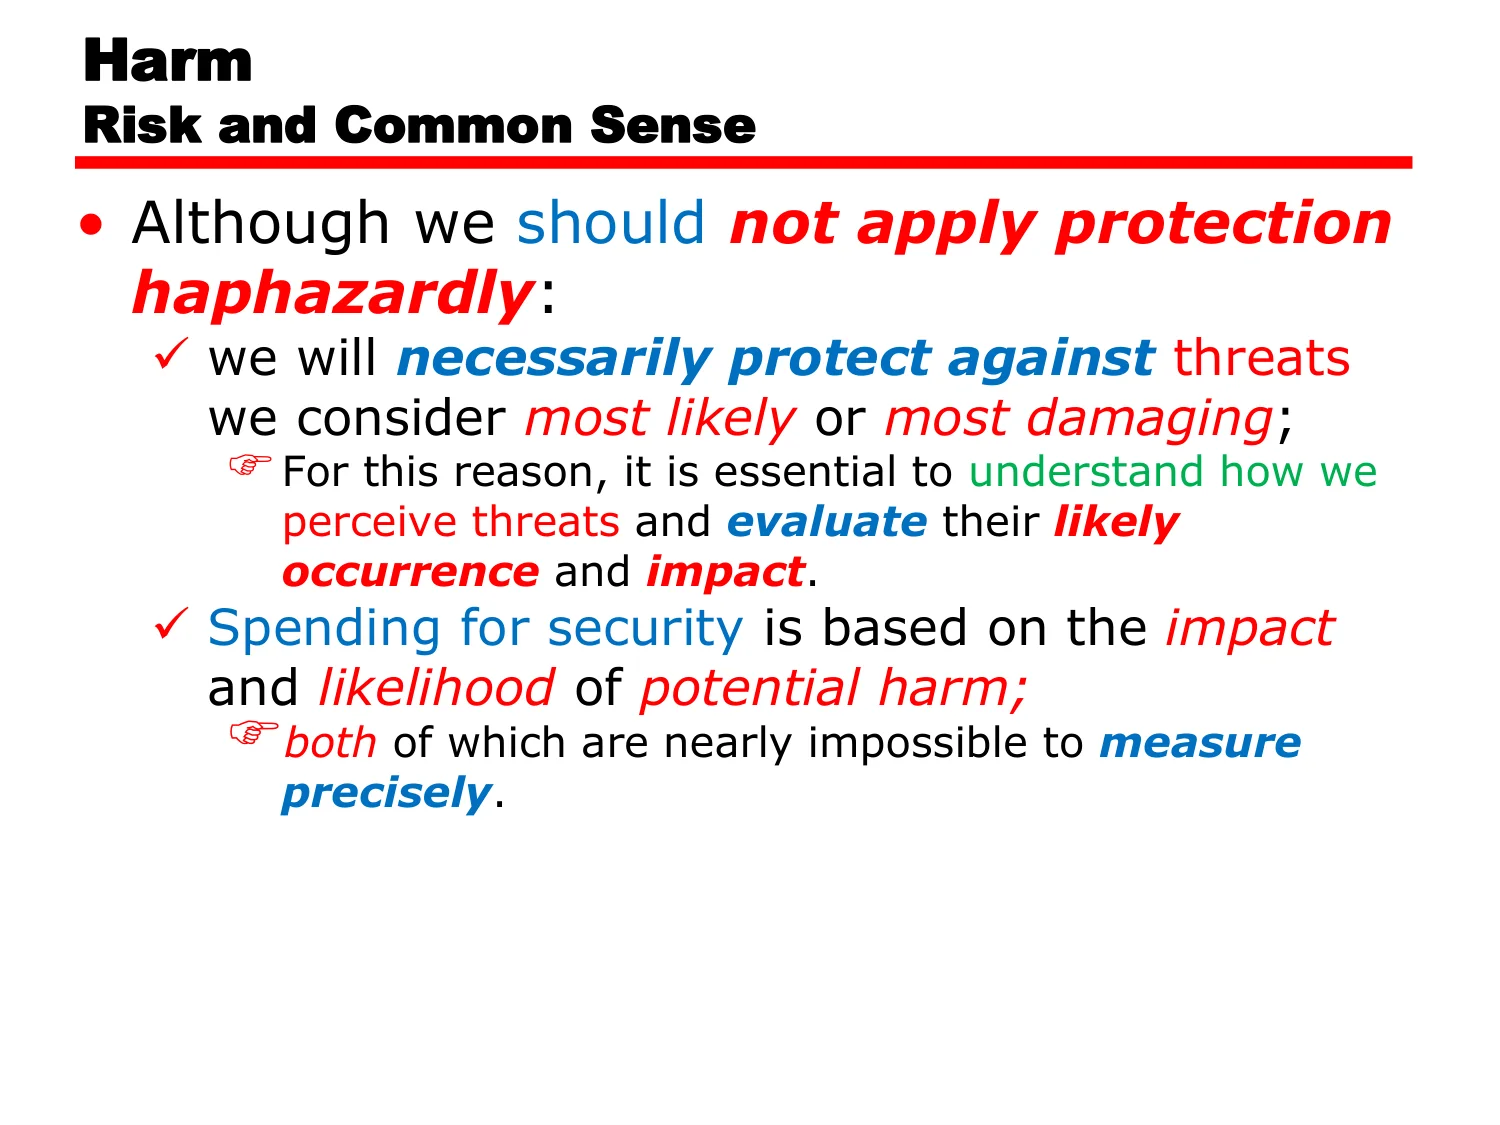 Harm
Risk and Common Sense
• Although we should not apply protection
haphazardly:
✓ we will necessarily protect against threats
we consider most likely or most damaging;
☞ For this reason, it is essential to understand how we
perceive threats and evaluate their likely
occurrence and impact.
✓ Spending for security is based on the impact
and likelihood of potential harm;
☞ both of which are nearly impossible to measure
precisely.